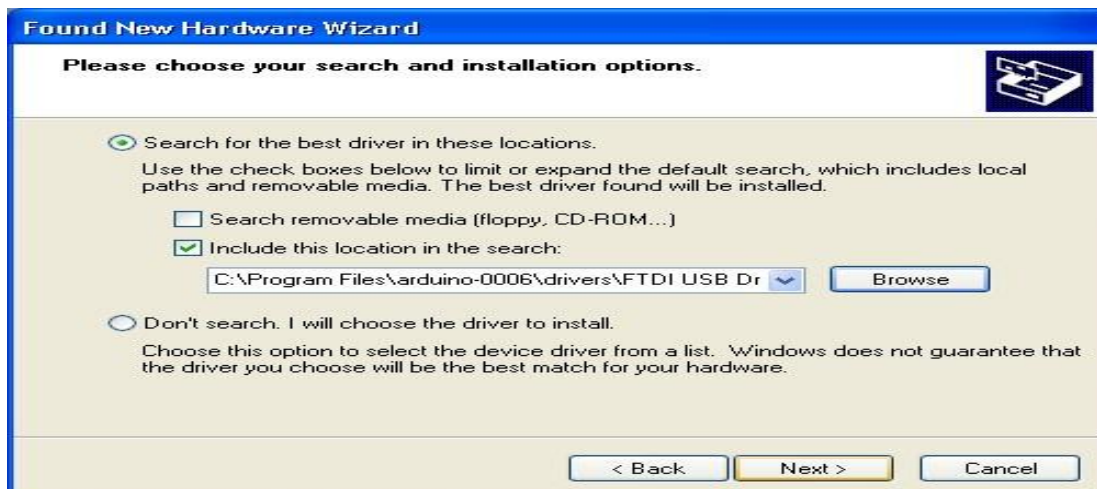 Found New Hardware Wizard
Please choose your search and installation options.
Search for the best driver in these locations.
Use the check boxes below to limit or expand the default search, which includes local
paths and removable media. The best driver found will be installed.
Search removable media (floppy, CD-ROM...)
Include this location in the search:
C:\Program Files\arduino-0006\drivers\FTDI USB Dr
Browse
Don't search. I will choose the driver to install.
Choose this option to select the device driver from a list. Windows does not guarantee that
the driver you choose will be the best match for your hardware.
< Back
Next >
Cancel